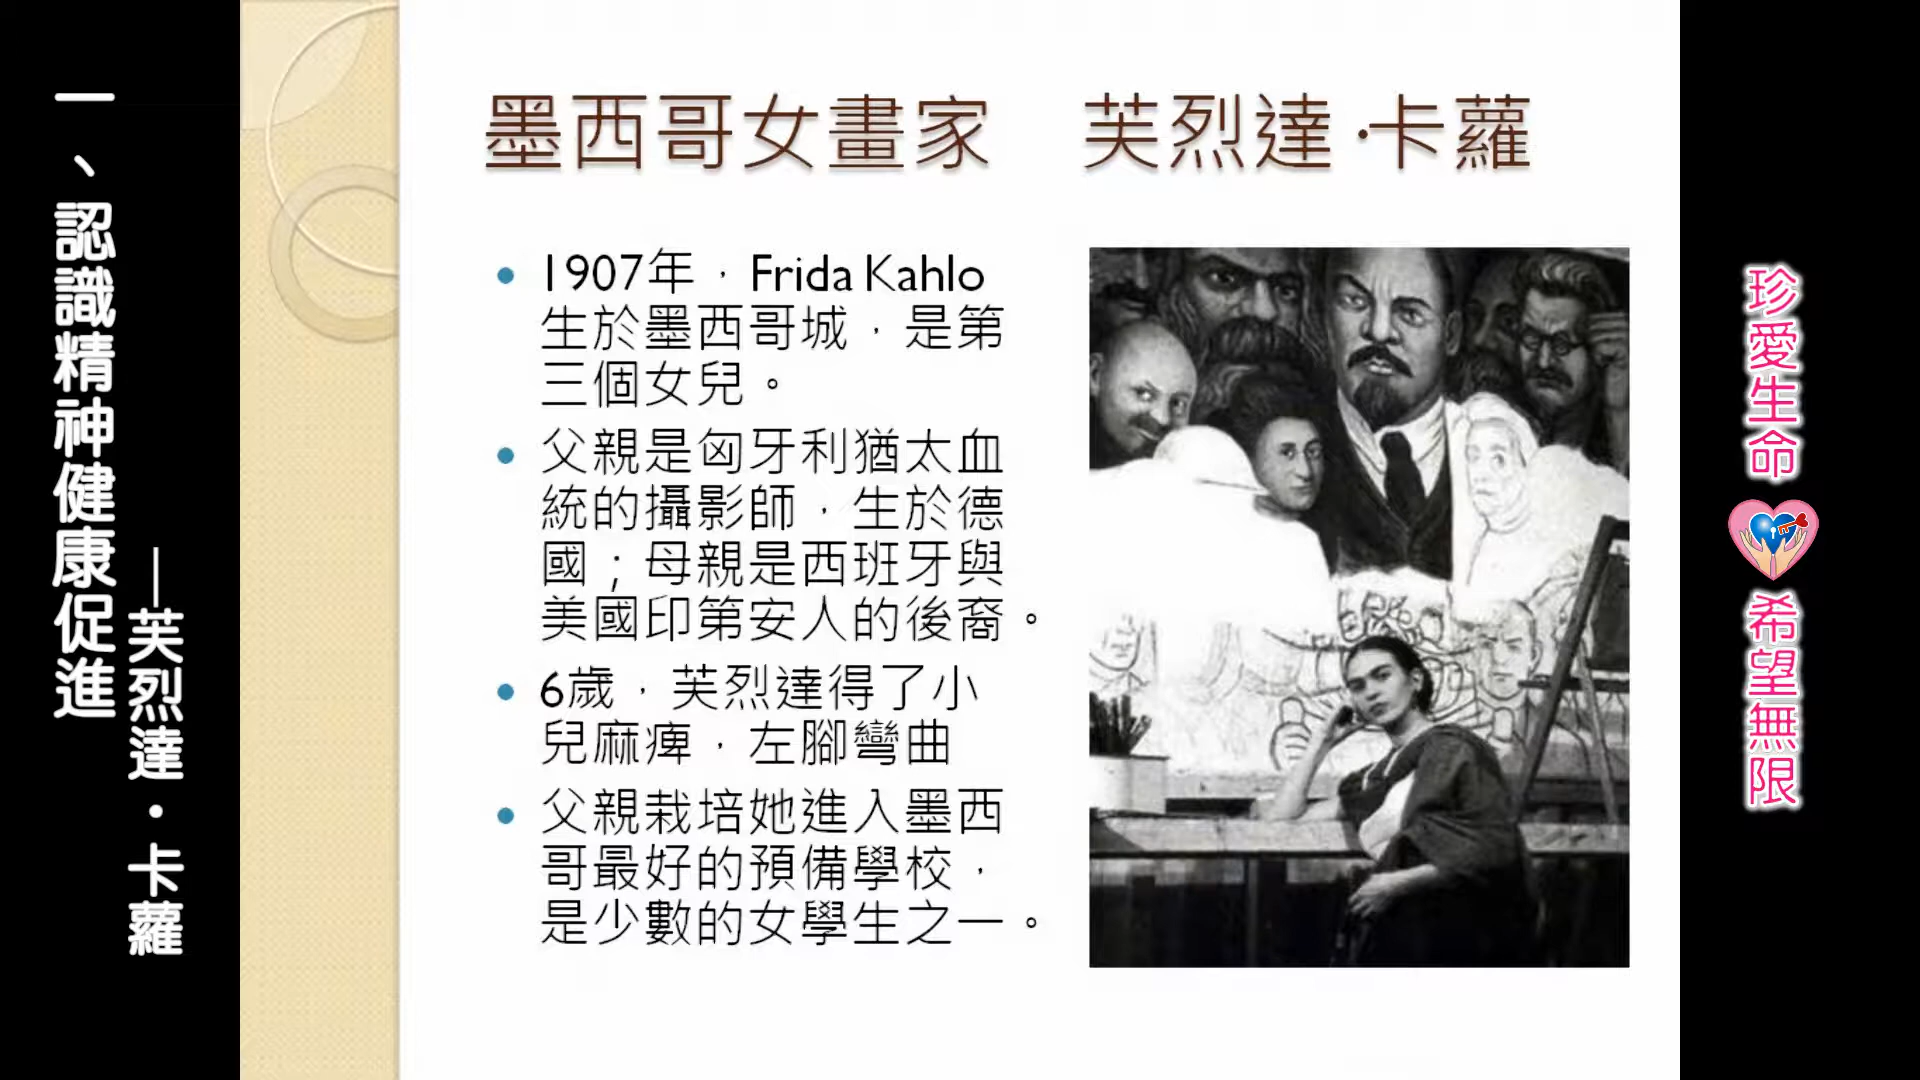 一、認識精神健康促進
—芙烈達・卡蘿
墨西哥女畫家　芙烈達·卡蘿
1907年，Frida Kahlo
生於墨西哥城，是第
三個女兒。
父親是匈牙利猶太血
統的攝影師，生於德
國；母親是西班牙與
美國印第安人的後裔。
6歲，芙烈達得了小
兒麻痺，左腳彎曲
父親栽培她進入墨西
哥最好的預備學校，
是少數的女學生之一。
珍愛生命
希望無限